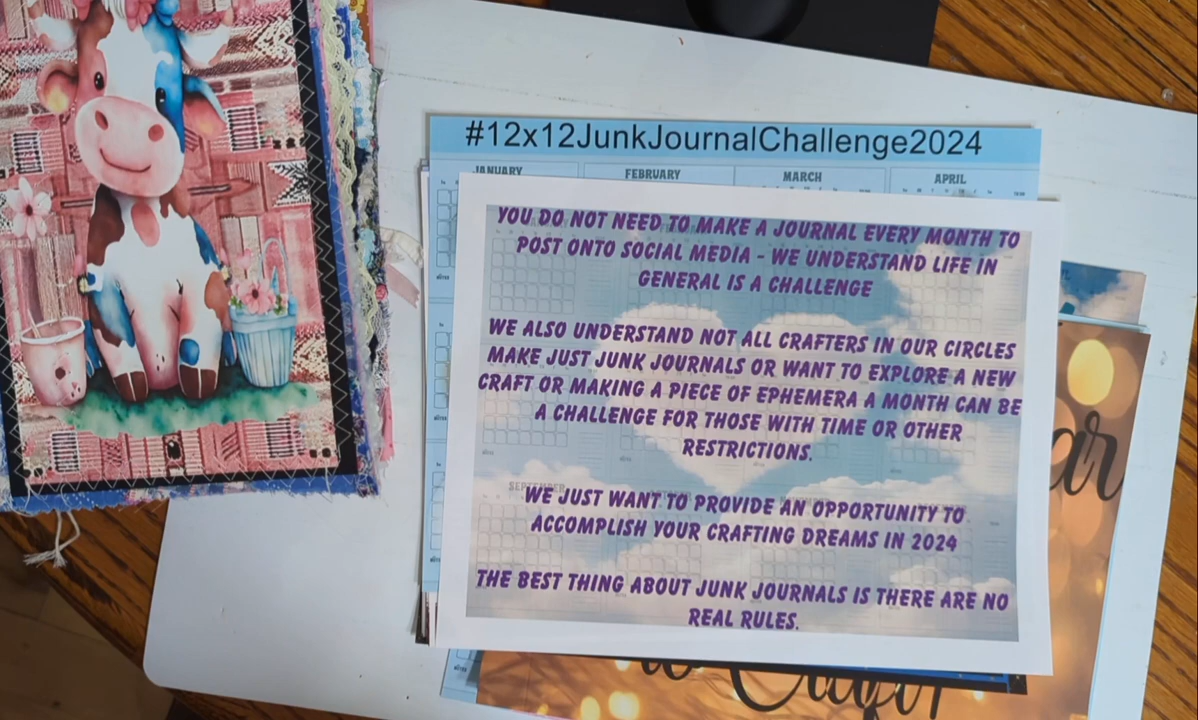 #12x12JunkJournalChallenge2024
JANUARY FEBRUARY MARCH APRIL
YOU DO NOT NEED TO MAKE A JOURNAL EVERY MONTH TO
POST ONTO SOCIAL MEDIA - WE UNDERSTAND LIFE IN
GENERAL IS A CHALLENGE
WE ALSO UNDERSTAND NOT ALL CRAFTERS IN OUR CIRCLES
MAKE JUST JUNK JOURNALS OR WANT TO EXPLORE A NEW
CRAFT OR MAKING A PIECE OF EPHEMERA A MONTH CAN BE
A CHALLENGE FOR THOSE WITH TIME OR OTHER
RESTRICTIONS.
SEPTEMBER
WE JUST WANT TO PROVIDE AN OPPORTUNITY TO
ACCOMPLISH YOUR CRAFTING DREAMS IN 2024
THE BEST THING ABOUT JUNK JOURNALS IS THERE ARE NO
REAL RULES.
ar